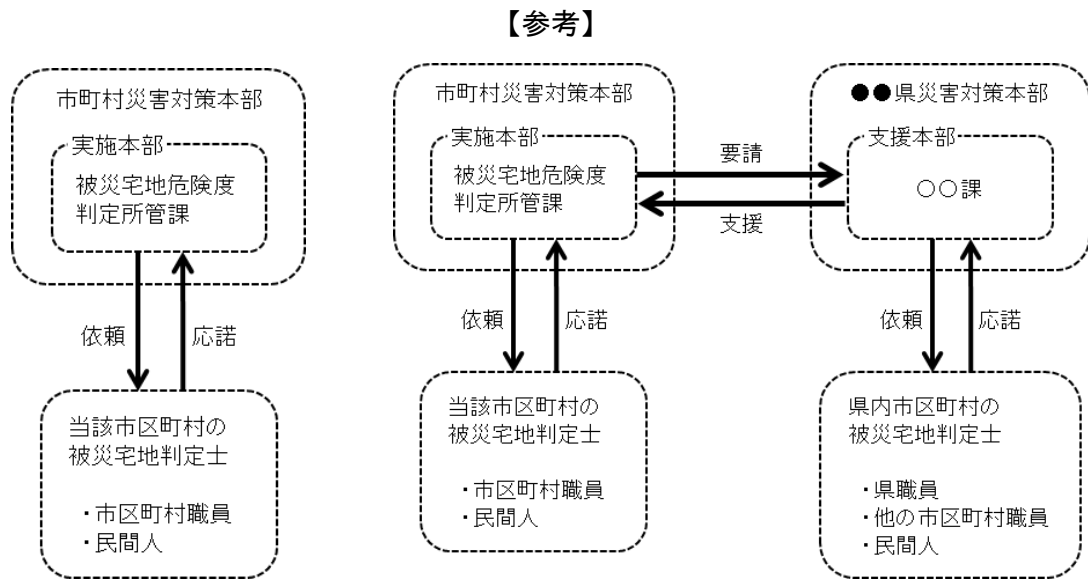 【参考】
市町村災害対策本部
実施本部
被災宅地危険度
判定所管課
依頼
応諾
当該市区町村の
被災宅地判定士
・市区町村職員
・民間人
市町村災害対策本部
実施本部
被災宅地危険度
判定所管課
要請
支援
依頼
応諾
当該市区町村の
被災宅地判定士
・市区町村職員
・民間人
●●県災害対策本部
支援本部
○○課
依頼
応諾
県内市区町村の
被災宅地判定士
・県職員
・他の市区町村職員
・民間人